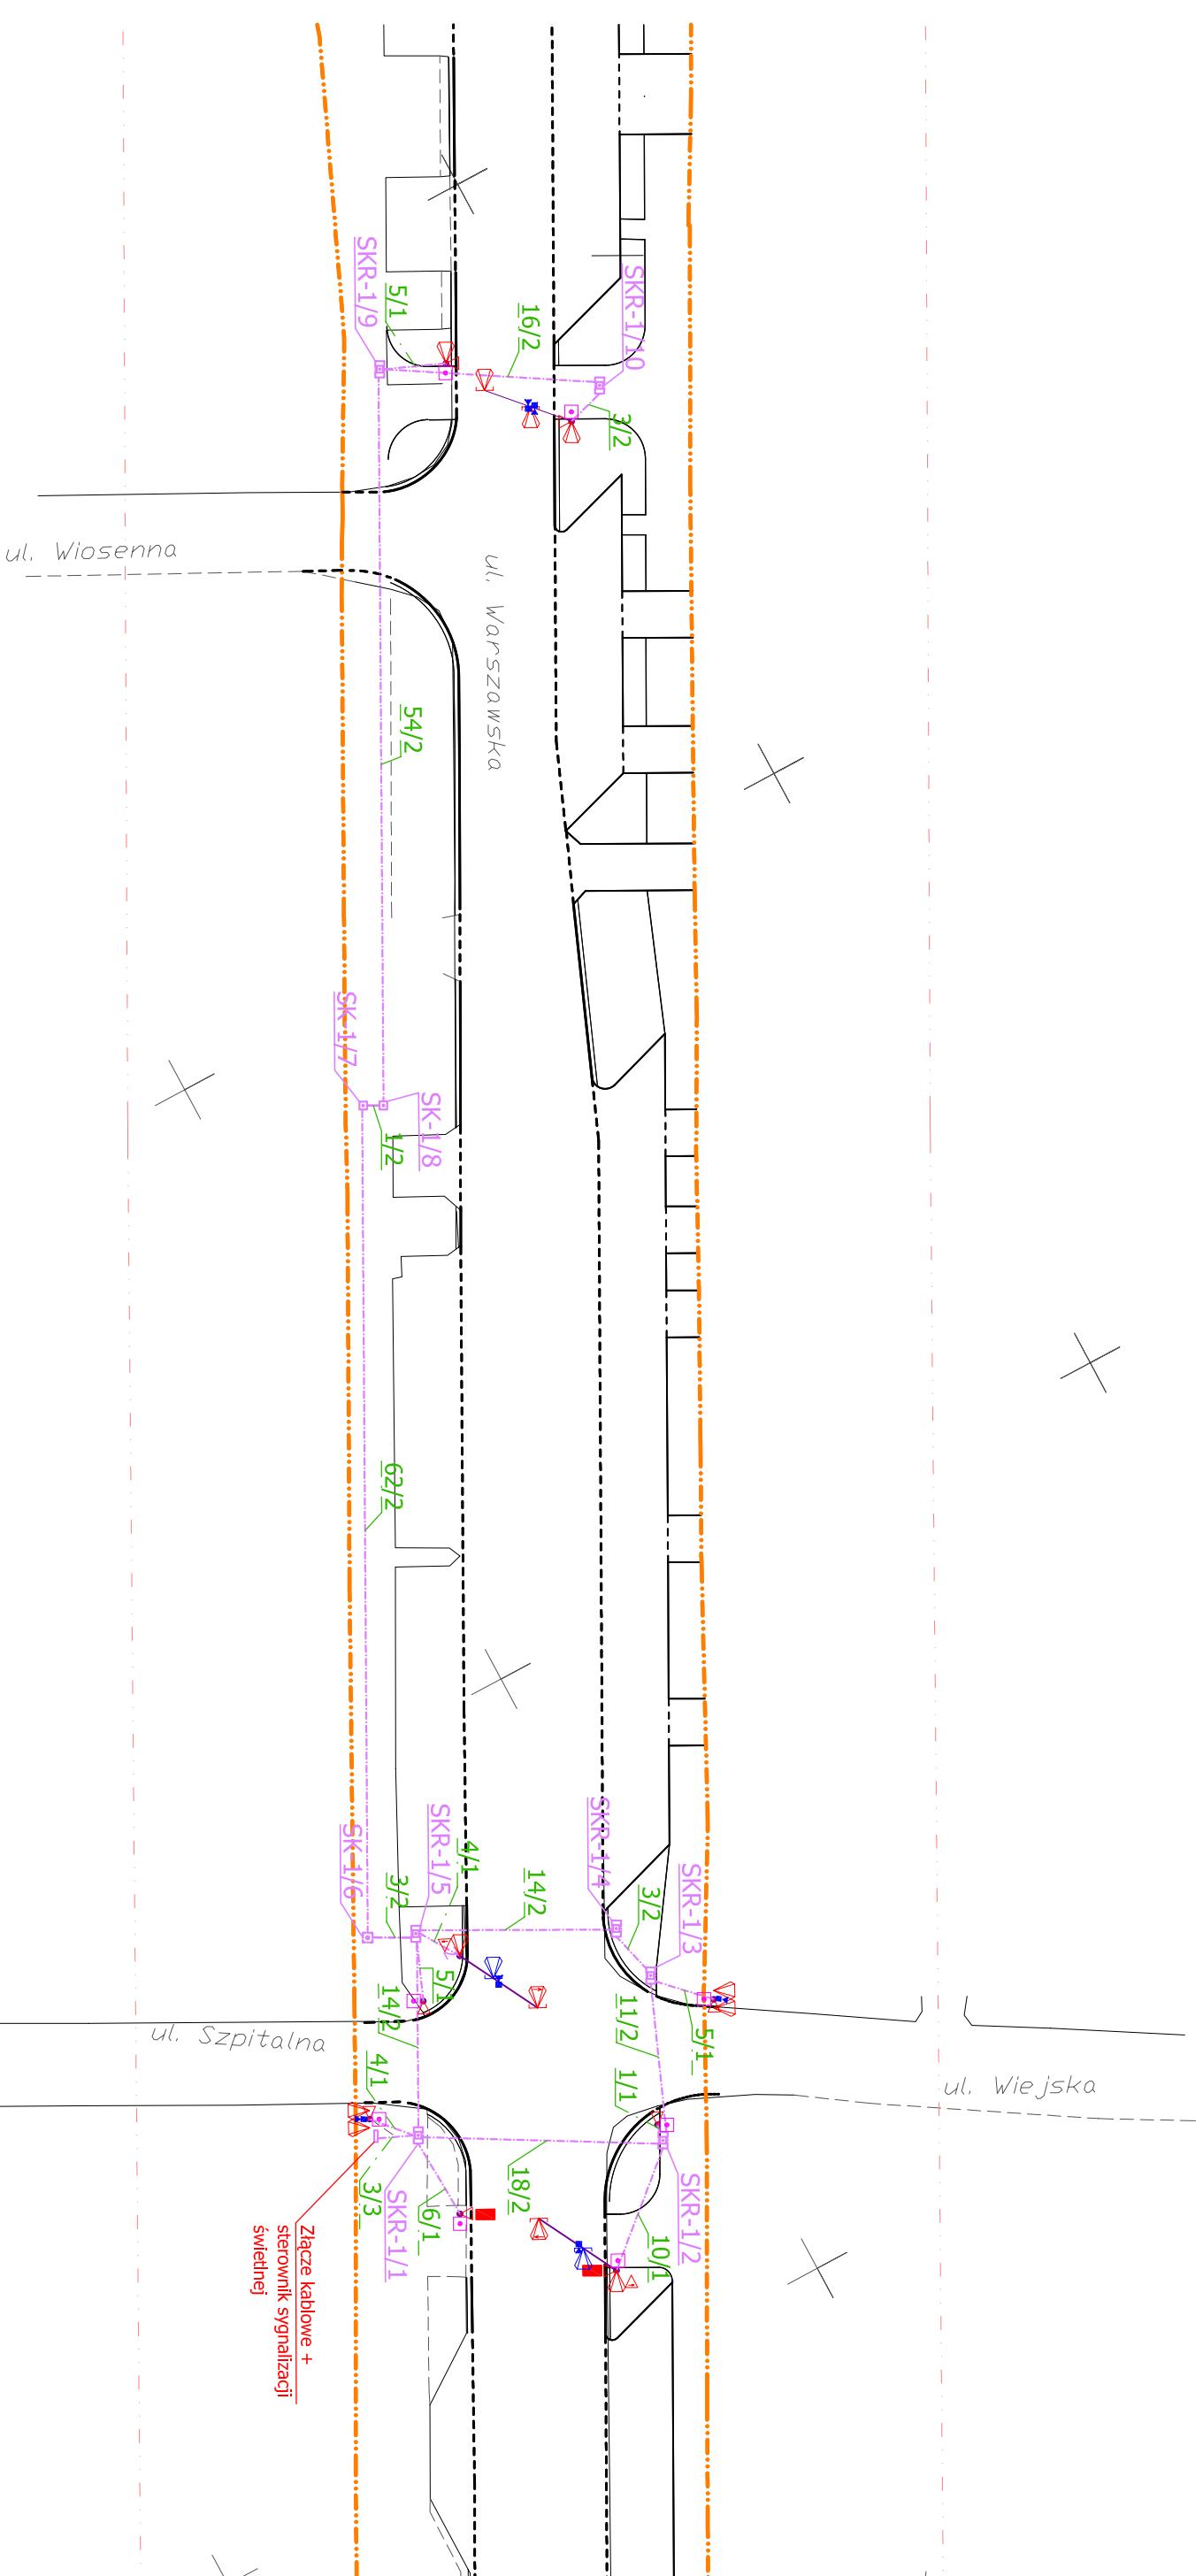 SKR-1/9
5/1
16/2
SKR-1/10
3/2
ul. Wiosenna
ul. Warszawska
54/2
SK-1/7
SK-1/8
1/2
62/2
SK-1/6
3/2
SKR-1/5
4/1
14/2
SKR-1/4
3/2
SKR-1/3
5/1
14/2
11/2
5/1
ul. Szpitalna
4/1
1/1
ul. Wiejska
3/3
SKR-1/1
6/1
18/2
10/1
SKR-1/2
Złącze kablowe +
sterownik sygnalizacji
świetlnej